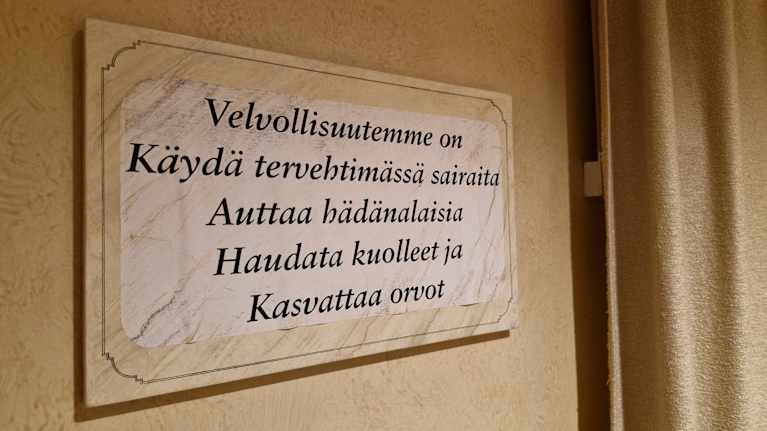 Velvollisuutemme on
Käydä tervehtimässä sairaita
Auttaa hädänalaisia
Haudata kuolleet ja
Kasvattaa orvot